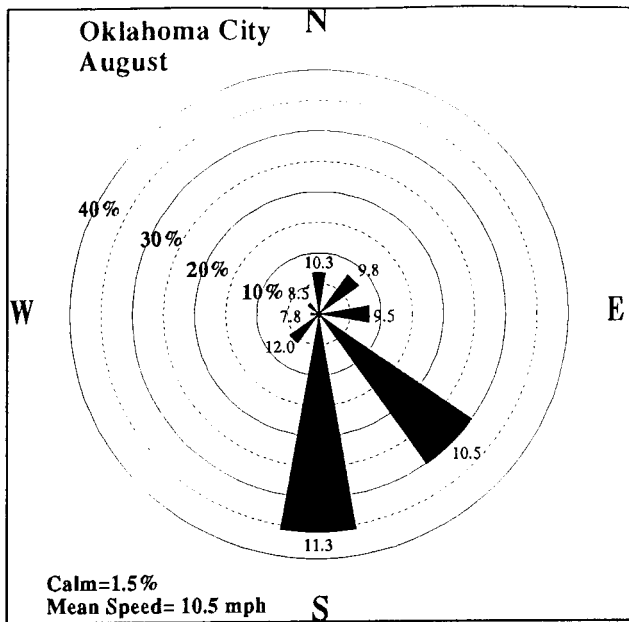 Oklahoma City
August
N
40%
30%
20%
10%
10.3
9.8
8.5
W
7.8
9.5
E
12.0
10.5
11.3
Calm=1.5%
Mean Speed= 10.5 mph
S